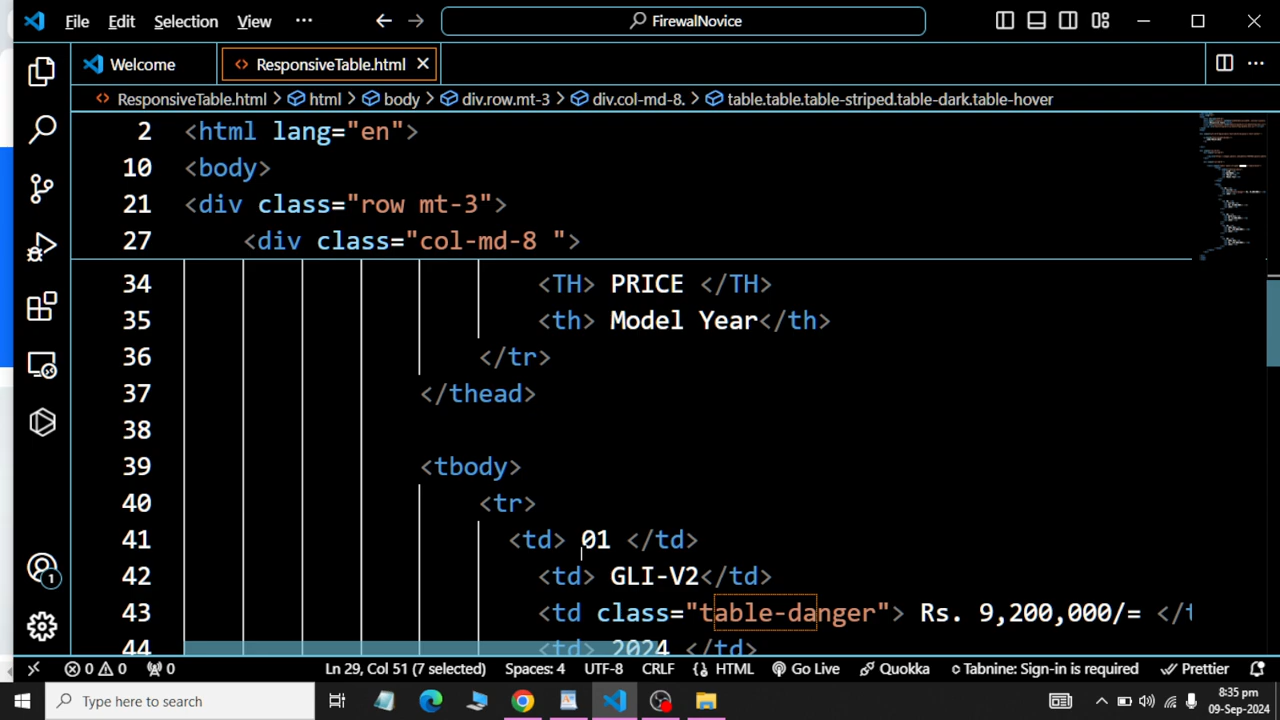 File Edit Selection View ··· FirewalNovice
Welcome ResponsiveTable.html
ResponsiveTable.html > html > body > div.row.mt-3 > div.col-md-8. > table.table.table-striped.table-dark.table-hover
2 <html lang="en">
10 <body>
21 <div class="row mt-3">
27 <div class="col-md-8 ">
34 <TH> PRICE </TH>
35 <th> Model Year</th>
36 </tr>
37 </thead>
38
39 <tbody>
40 <tr>
41 <td> 01 </td>
42 <td> GLI-V2</td>
43 <td class="table-danger"> Rs. 9,200,000/= </t
44 <td> 2024 </td>
1
0 0 0 Ln 29, Col 51 (7 selected) Spaces: 4 UTF-8 CRLF {} HTML Go Live Quokka Tabnine: Sign-in is required Prettier
Type here to search
8:35 pm
09-Sep-2024